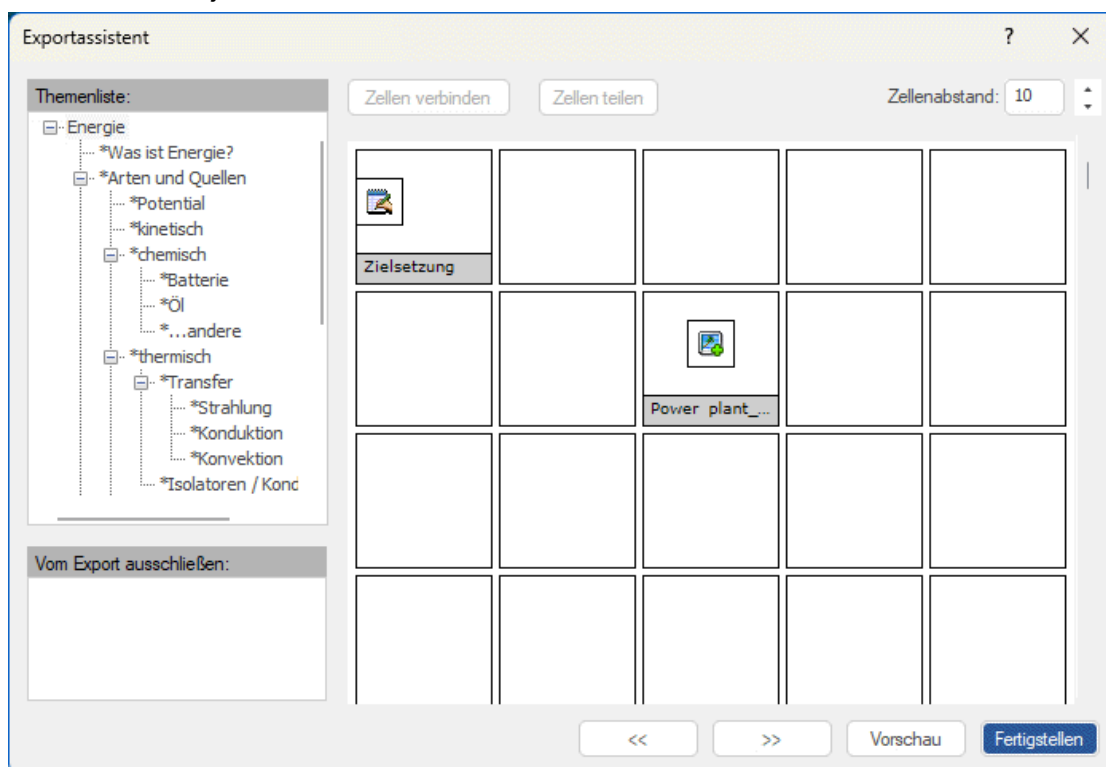 Exportassistent
?
Themenliste:
Zellen verbinden
Zellen teilen
Zellenabstand: 10
Energie
*Was ist Energie?
*Arten und Quellen
*Potential
*kinetisch
*chemisch
*Batterie
*Öl
*...andere
*thermisch
*Transfer
*Strahlung
*Konduktion
*Konvektion
*Isolatoren / Kond
Zielsetzung
Power plant_...
Vom Export ausschließen:
<<
>>
Vorschau
Fertigstellen